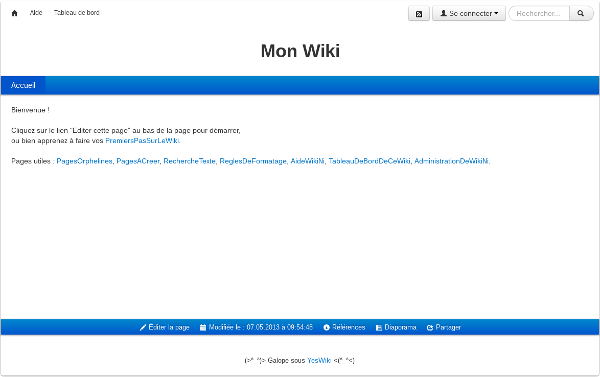 Aide Tableau de bord Se connecter Rechercher...
Mon Wiki
Accueil
Bienvenue !
Cliquez sur le lien "Editer cette page" au bas de la page pour démarrer,
ou bien apprenez à faire vos PremiersPasSurLeWiki.
Pages utiles : PagesOrphelines, PagesACreer, RechercheTexte, ReglesDeFormatage, AideWikiNi, TableauDeBordDeCeWiki, AdministrationDeWikiNi.
Éditer la page Modifiée le : 07.05.2013 à 09:54:48 Références Diaporama Partager
(>^_^)> Galope sous YesWiki <(^_^<)